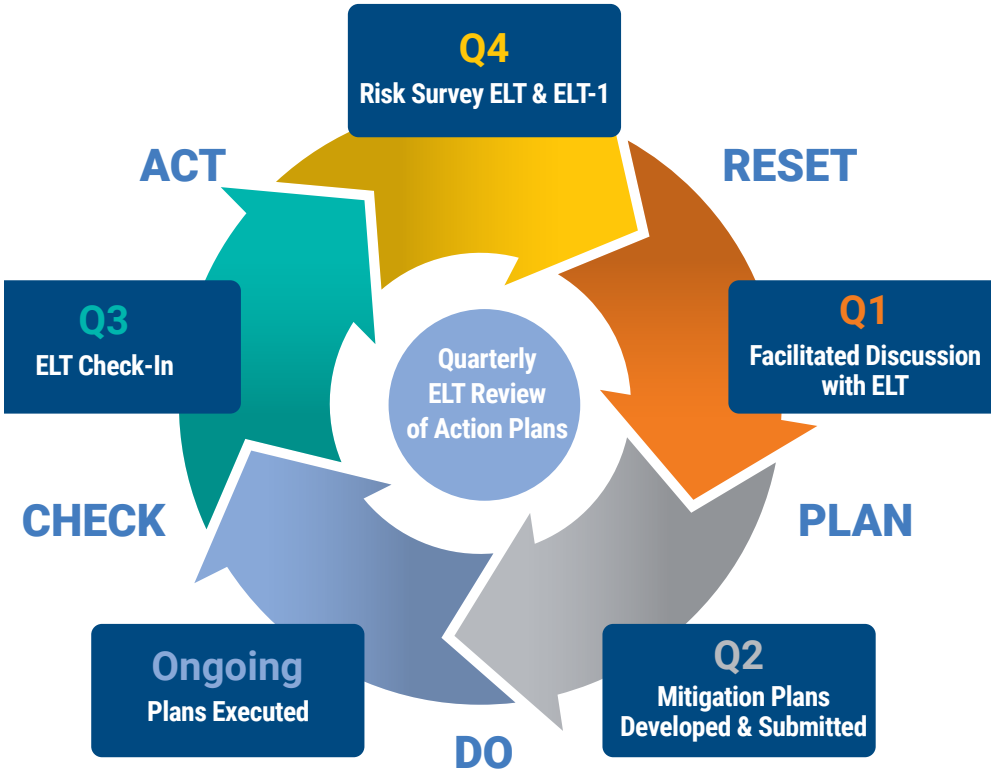 Q4
Risk Survey ELT & ELT-1
ACT
RESET
Q3
ELT Check-In
Q1
Facilitated Discussion
with ELT
Quarterly
ELT Review
of Action Plans
CHECK
PLAN
Ongoing
Plans Executed
Q2
Mitigation Plans
Developed & Submitted
DO